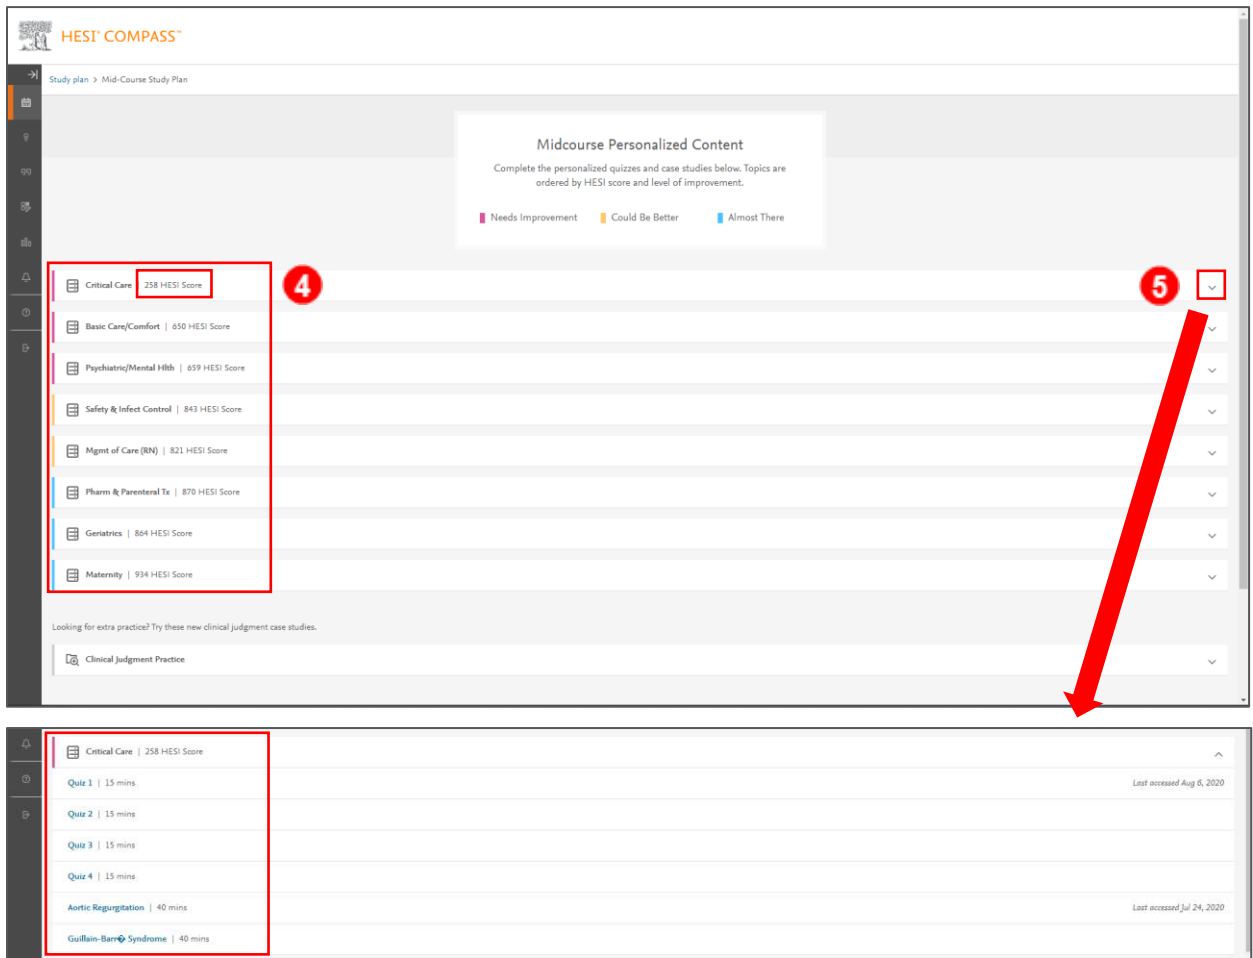 HESI® COMPASS™
Study plan > Mid-Course Study Plan
Midcourse Personalized Content
Complete the personalized quizzes and case studies below. Topics are
ordered by HESI score and level of improvement.
Needs Improvement Could Be Better Almost There
Critical Care | 258 HESI Score
4
5
Basic Care/Comfort | 650 HESI Score
Psychiatric/Mental Hlth | 659 HESI Score
Safety & Infect Control | 843 HESI Score
Mgmt of Care (RN) | 821 HESI Score
Pharm & Parenteral Tx | 870 HESI Score
Geriatrics | 864 HESI Score
Maternity | 934 HESI Score
Looking for extra practice? Try these new clinical judgment case studies.
Clinical Judgment Practice
Critical Care | 258 HESI Score
Quiz 1 | 15 mins Last accessed Aug 6, 2020
Quiz 2 | 15 mins
Quiz 3 | 15 mins
Quiz 4 | 15 mins
Aortic Regurgitation | 40 mins Last accessed Jul 24, 2020
Guillain-Barr� Syndrome | 40 mins